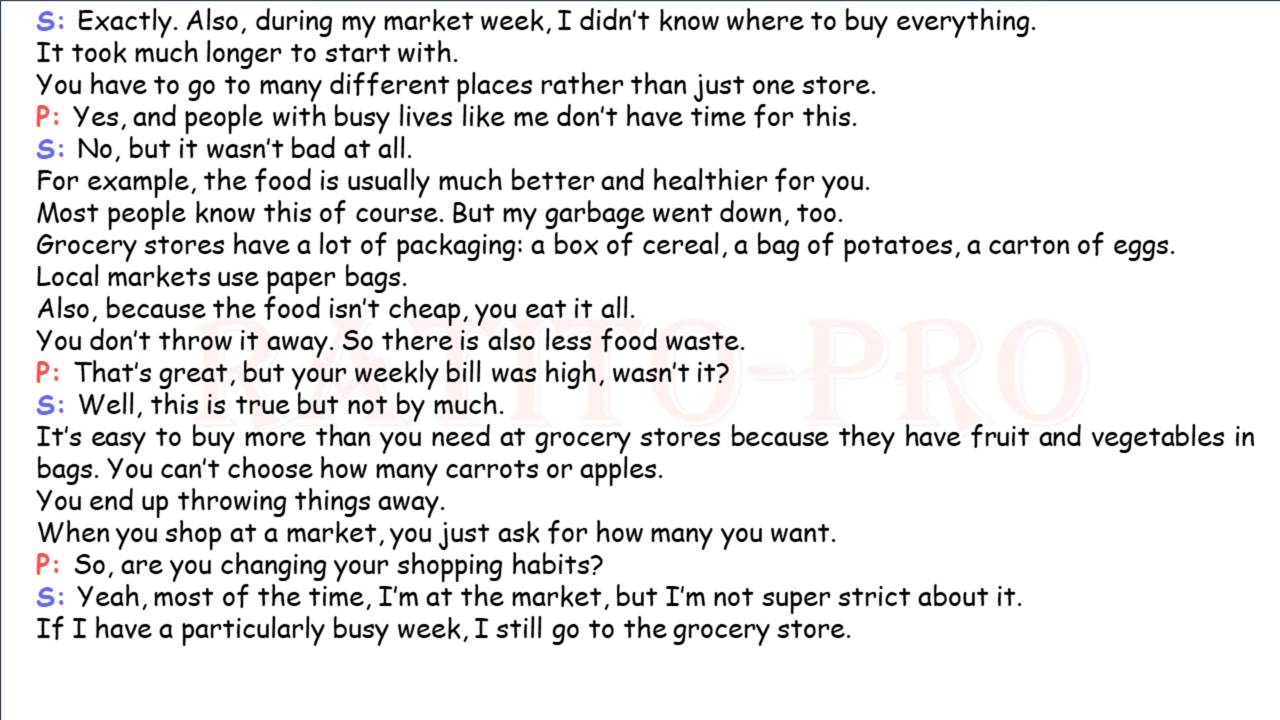 S: Exactly. Also, during my market week, I didn't know where to buy everything.
It took much longer to start with.
You have to go to many different places rather than just one store.
P: Yes, and people with busy lives like me don't have time for this.
S: No, but it wasn't bad at all.
For example, the food is usually much better and healthier for you.
Most people know this of course. But my garbage went down, too.
Grocery stores have a lot of packaging: a box of cereal, a bag of potatoes, a carton of eggs.
Local markets use paper bags.
Also, because the food isn't cheap, you eat it all.
You don't throw it away. So there is also less food waste.
RATITO-PRO
P: That's great, but your weekly bill was high, wasn't it?
S: Well, this is true but not by much.
It's easy to buy more than you need at grocery stores because they have fruit and vegetables in
bags. You can't choose how many carrots or apples.
You end up throwing things away.
When you shop at a market, you just ask for how many you want.
P: So, are you changing your shopping habits?
S: Yeah, most of the time, I'm at the market, but I'm not super strict about it.
If I have a particularly busy week, I still go to the grocery store.